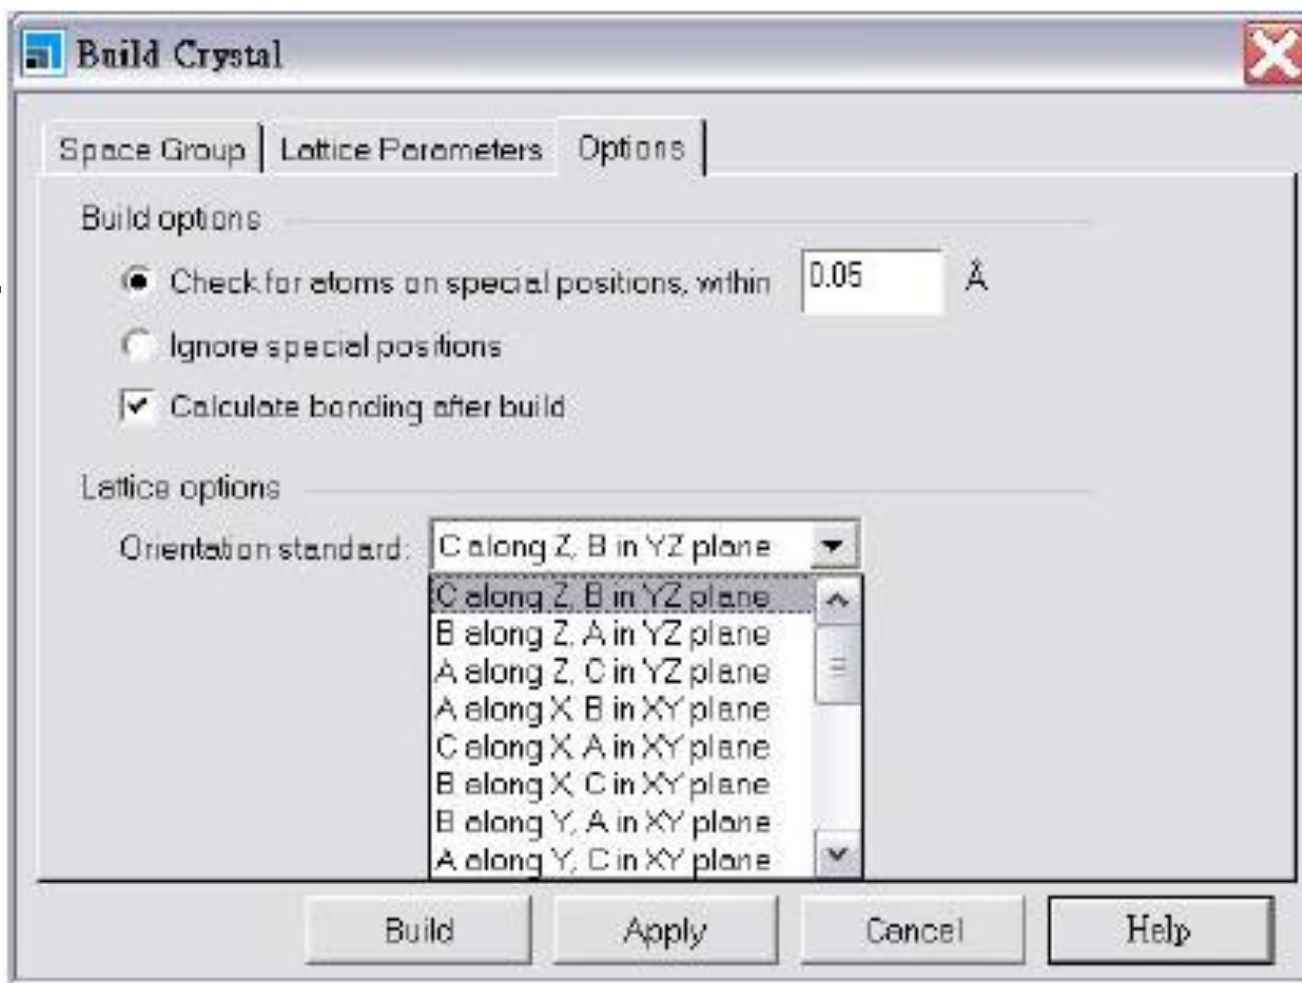 Build Crystal
Space Group Lattice Parameters Options
Build options
Check for atoms on special positions, within 0.05 Å
Ignore special positions
Calculate bonding after build
Lattice options
Orientation standard: C along Z, B in YZ plane
C along Z, B in YZ plane
B along Z, A in YZ plane
A along Z, C in YZ plane
A along X, B in XY plane
C along X, A in XY plane
B along X, C in XY plane
B along Y, A in XY plane
A along Y, C in XY plane
Build Apply Cancel Help